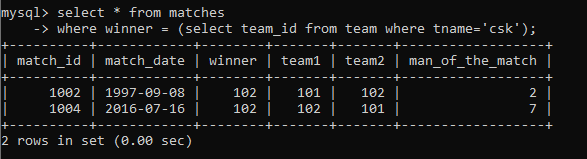 mysql> select * from matches
    -> where winner = (select team_id from team where tname='csk');
+----------+------------+--------+-------+-------+------------------+
| match_id | match_date | winner | team1 | team2 | man_of_the_match |
+----------+------------+--------+-------+-------+------------------+
|     1002 | 1997-09-08 |    102 |   101 |   102 |                2 |
|     1004 | 2016-07-16 |    102 |   102 |   101 |                7 |
+----------+------------+--------+-------+-------+------------------+
2 rows in set (0.00 sec)